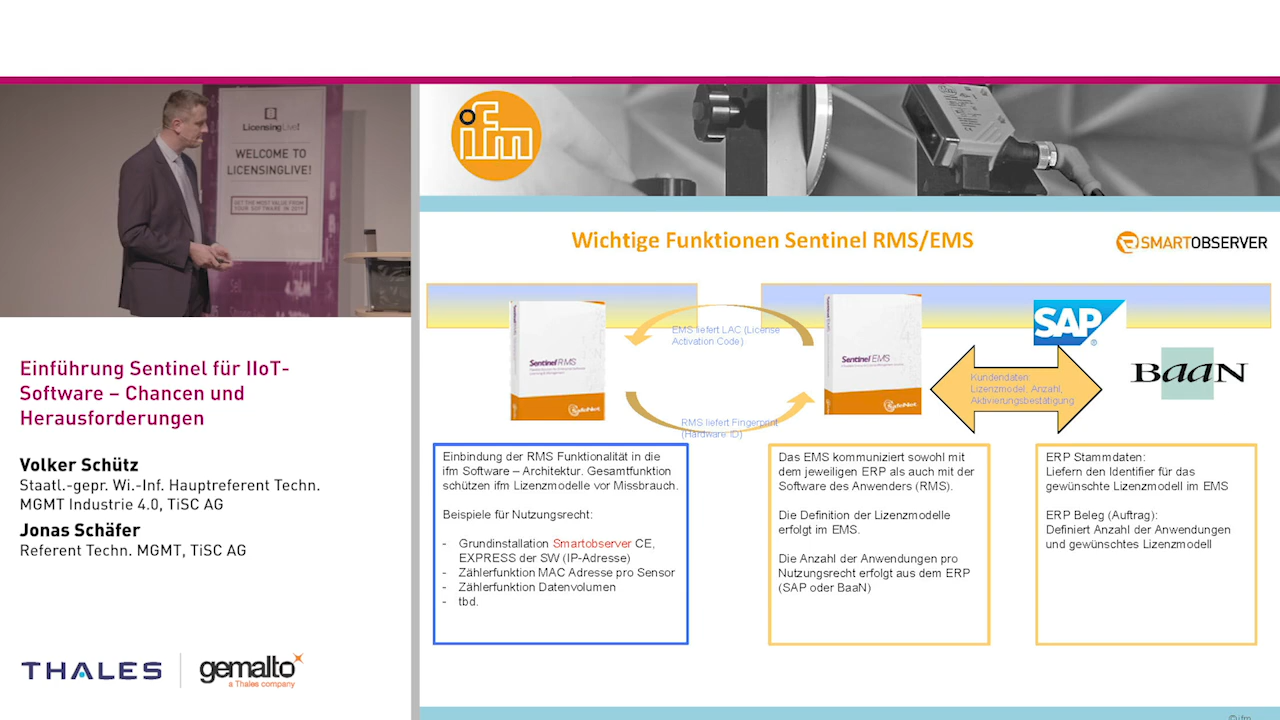 LicensingLive!
WELCOME TO
LICENSINGLIVE!
GET THE MOST VALUE FROM
YOUR SOFTWARE IN 2019
Einführung Sentinel für IIoT-
Software – Chancen und
Herausforderungen
Volker Schütz
Staatl.-gepr. Wi.-Inf. Hauptreferent Techn.
MGMT Industrie 4.0, TiSC AG
Jonas Schäfer
Referent Techn. MGMT, TiSC AG
THALES
gemalto
a Thales company
ifm
Wichtige Funktionen Sentinel RMS/EMS
SMARTOBSERVER
Sentinel RMS
SafeNet
EMS liefert LAC (License
Activation Code)
RMS liefert Fingerprint
(Hardware ID)
Sentinel EMS
SafeNet
SAP
®
BaaN
Kundendaten:
Lizenzmodel, Anzahl,
Aktivierungsbestätigung
Einbindung der RMS Funktionalität in die
ifm Software – Architektur. Gesamtfunktion
schützen ifm Lizenzmodelle vor Missbrauch.
Beispiele für Nutzungsrecht:
- Grundinstallation Smartobserver CE,
EXPRESS der SW (IP-Adresse)
- Zählerfunktion MAC Adresse pro Sensor
- Zählerfunktion Datenvolumen
- tbd.
Das EMS kommuniziert sowohl mit
dem jeweiligen ERP als auch mit der
Software des Anwenders (RMS).
Die Definition der Lizenzmodelle
erfolgt im EMS.
Die Anzahl der Anwendungen pro
Nutzungsrecht erfolgt aus dem ERP
(SAP oder BaaN)
ERP Stammdaten:
Liefern den Identifier für das
gewünschte Lizenzmodell im EMS
ERP Beleg (Auftrag):
Definiert Anzahl der Anwendungen
und gewünschtes Lizenzmodell
©ifm